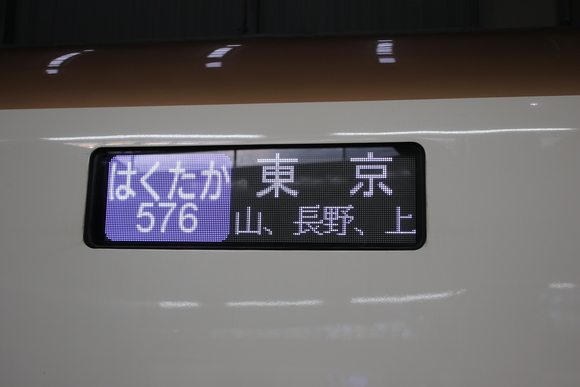 はくたか
576
東京
山、長野、上